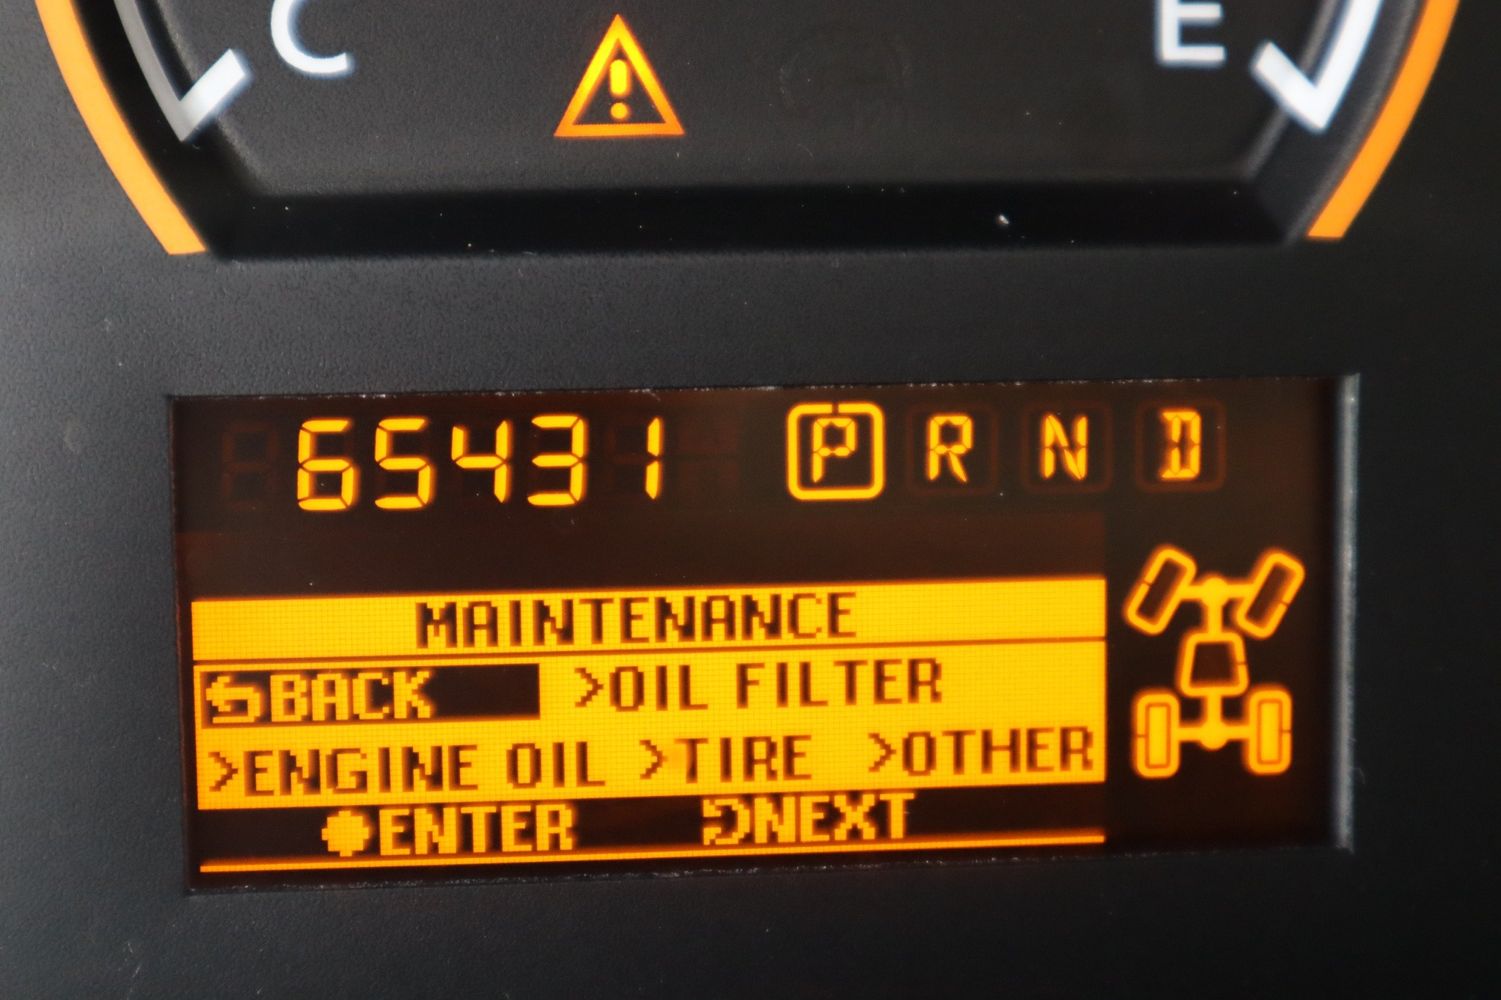 C E
65431 P R N D
MAINTENANCE
BACK >OIL FILTER
>ENGINE OIL >TIRE >OTHER
ENTER NEXT